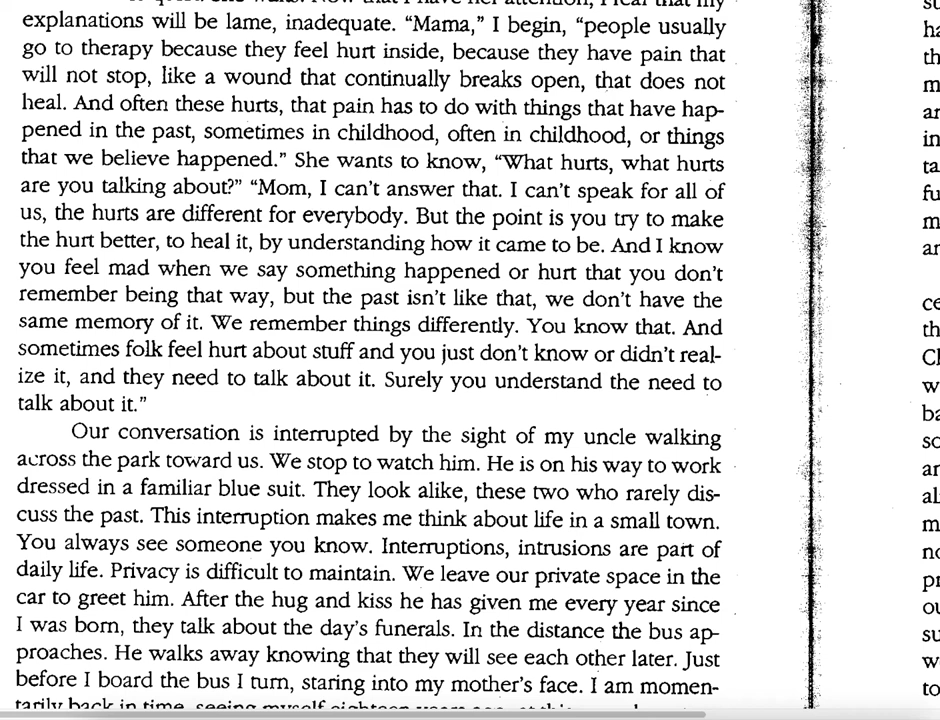 explanations will be lame, inadequate. “Mama,” I begin, “people usually
go to therapy because they feel hurt inside, because they have pain that
will not stop, like a wound that continually breaks open, that does not
heal. And often these hurts, that pain has to do with things that have hap-
pened in the past, sometimes in childhood, often in childhood, or things
that we believe happened.” She wants to know, “What hurts, what hurts
are you talking about?” “Mom, I can’t answer that. I can’t speak for all of
us, the hurts are different for everybody. But the point is you try to make
the hurt better, to heal it, by understanding how it came to be. And I know
you feel mad when we say something happened or hurt that you don’t
remember being that way, but the past isn’t like that, we don’t have the
same memory of it. We remember things differently. You know that. And
sometimes folk feel hurt about stuff and you just don’t know or didn’t real-
ize it, and they need to talk about it. Surely you understand the need to
talk about it.”
Our conversation is interrupted by the sight of my uncle walking
across the park toward us. We stop to watch him. He is on his way to work
dressed in a familiar blue suit. They look alike, these two who rarely dis-
cuss the past. This interruption makes me think about life in a small town.
You always see someone you know. Interruptions, intrusions are part of
daily life. Privacy is difficult to maintain. We leave our private space in the
car to greet him. After the hug and kiss he has given me every year since
I was born, they talk about the day’s funerals. In the distance the bus ap-
proaches. He walks away knowing that they will see each other later. Just
before I board the bus I turn, staring into my mother’s face. I am momen-
tarily back in time, seeing myself eighteen years ago, at this